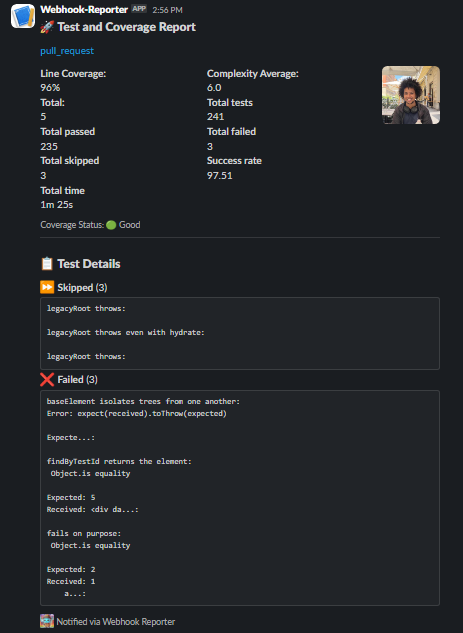 Webhook-Reporter APP 2:56 PM
🚀 Test and Coverage Report
pull_request
Line Coverage: Complexity Average:
96% 6.0
Total: Total tests
5 241
Total passed Total failed
235 3
Total skipped Success rate
3 97.51
Total time
1m 25s
Coverage Status: 🟢 Good
📋 Test Details
⏩ Skipped (3)
legacyRoot throws:
legacyRoot throws even with hydrate:
legacyRoot throws:
❌ Failed (3)
baseElement isolates trees from one another:
Error: expect(received).toThrow(expected)
Expecte...:
findByTestId returns the element:
Object.is equality
Expected: 5
Received: <div da...:
fails on purpose:
Object.is equality
Expected: 2
Received: 1
a...:
Notified via Webhook Reporter